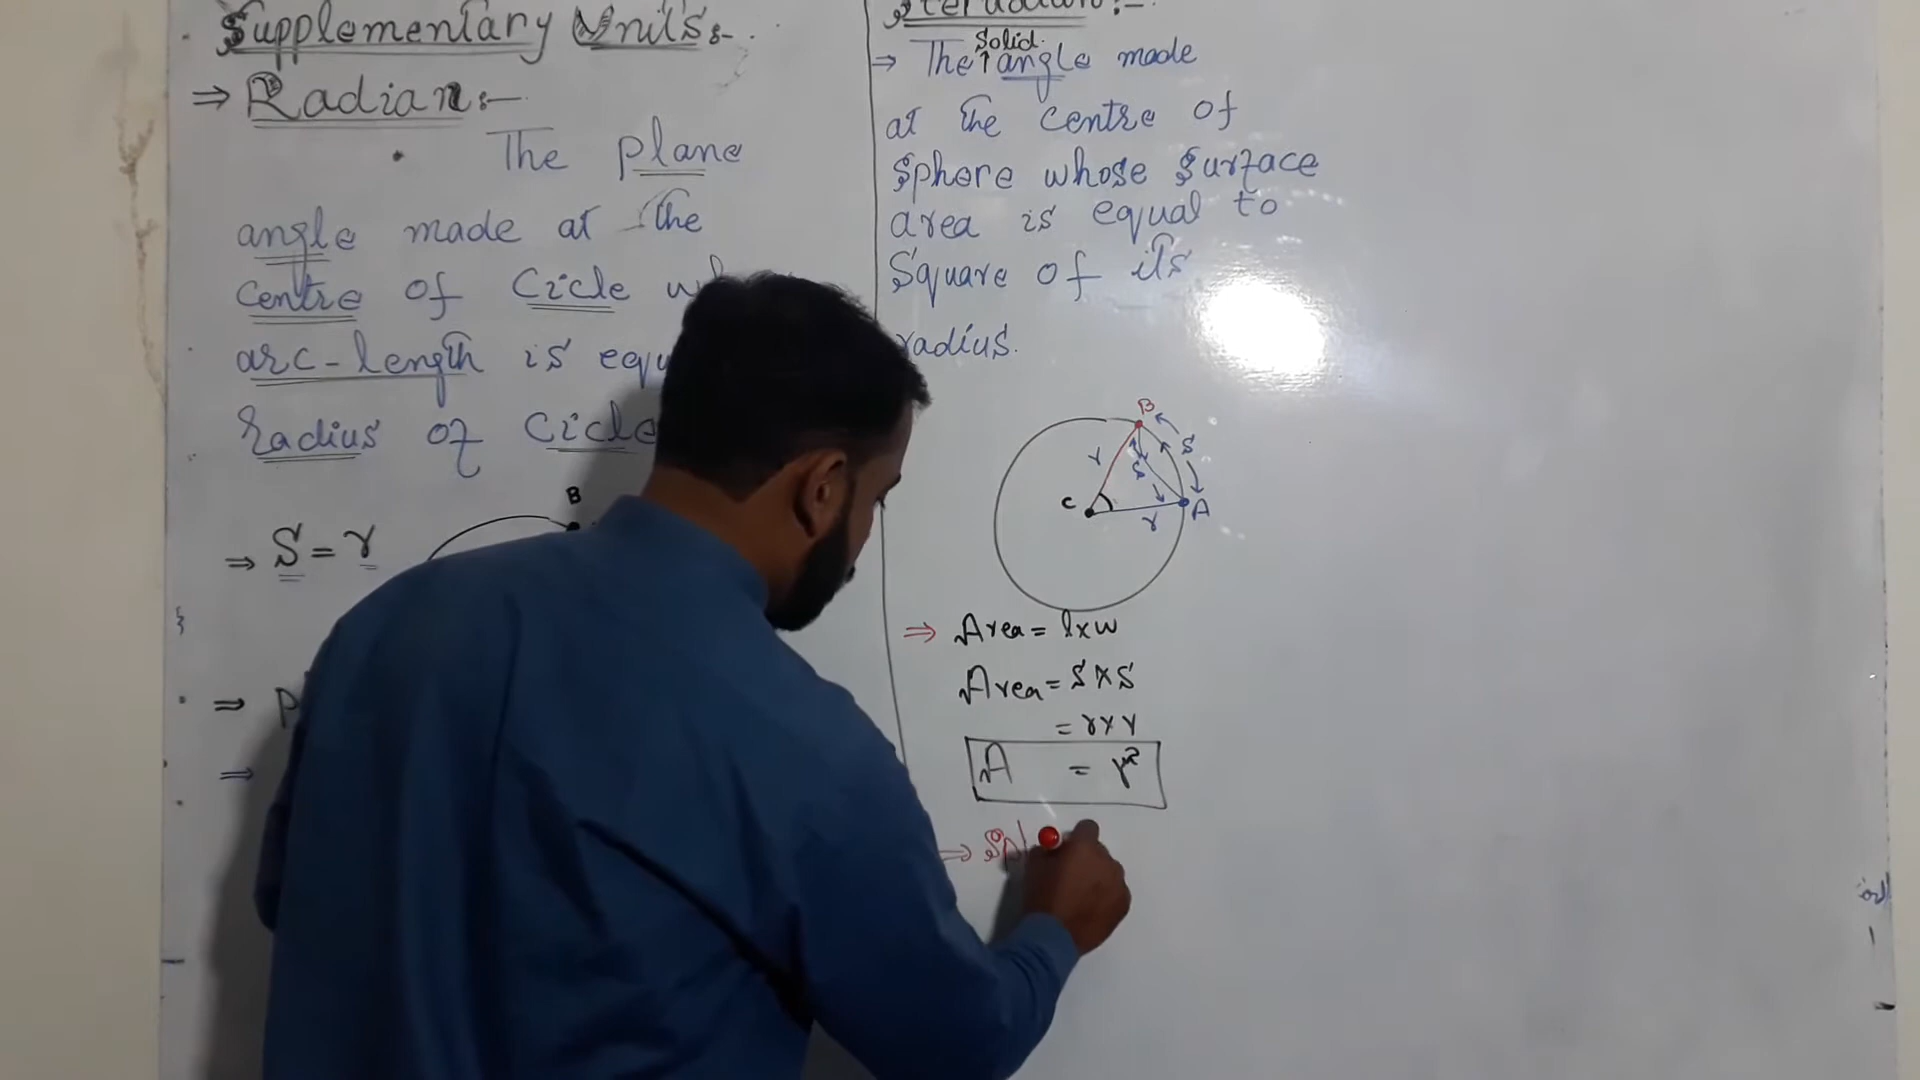 Supplementary Units:-
⇒ Radian:-
The plane
angle made at the
centre of Cicle
arc-length is
Radius of Cicle
B
⇒ S = r
⇒
⇒
Steradian:-
Solid
⇒ The ↑ angle made
at the centre of
Sphere whose Surface
area is equal to
Square of its
radius.
B
r S S
C
r A
⇒ Area = l×w
Area = S×S
= r×r
A = r²
⇒ Sp